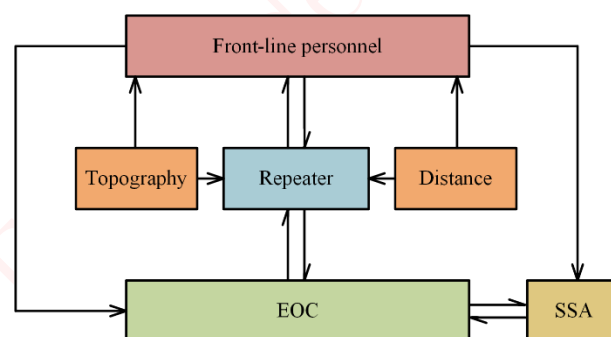 Front-line personnel
Topography
Repeater
Distance
EOC
SSA